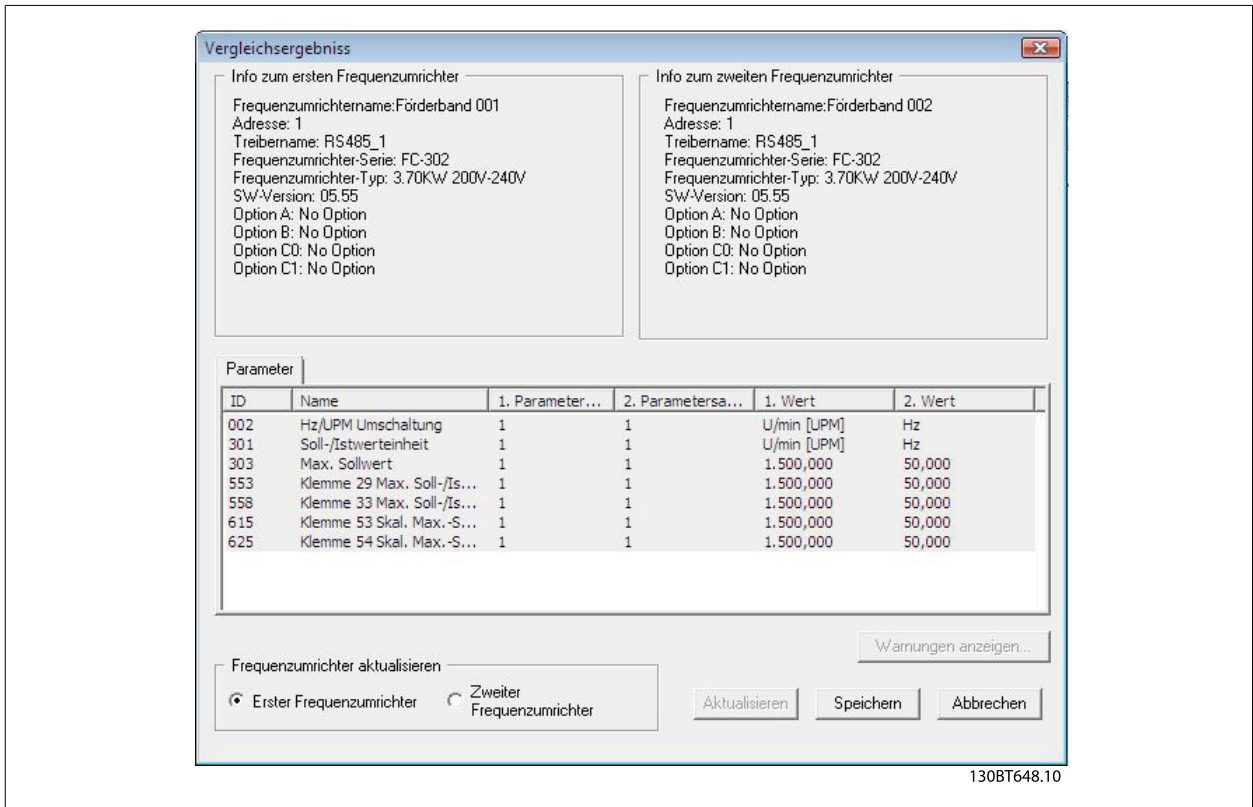 Vergleichsergebniss
Info zum ersten Frequenzumrichter
Frequenzumrichtername:Förderband 001
Adresse: 1
Treibername: RS485_1
Frequenzumrichter-Serie: FC-302
Frequenzumrichter-Typ: 3.70KW 200V-240V
SW-Version: 05.55
Option A: No Option
Option B: No Option
Option C0: No Option
Option C1: No Option
Info zum zweiten Frequenzumrichter
Frequenzumrichtername:Förderband 002
Adresse: 1
Treibername: RS485_1
Frequenzumrichter-Serie: FC-302
Frequenzumrichter-Typ: 3.70KW 200V-240V
SW-Version: 05.55
Option A: No Option
Option B: No Option
Option C0: No Option
Option C1: No Option
Parameter
ID Name 1. Parameter... 2. Parametersa... 1. Wert 2. Wert
002 Hz/UPM Umschaltung 1 1 U/min [UPM] Hz
301 Soll-/Istwerteinheit 1 1 U/min [UPM] Hz
303 Max. Sollwert 1 1 1.500,000 50,000
553 Klemme 29 Max. Soll-/Is... 1 1 1.500,000 50,000
558 Klemme 33 Max. Soll-/Is... 1 1 1.500,000 50,000
615 Klemme 53 Skal. Max.-S... 1 1 1.500,000 50,000
625 Klemme 54 Skal. Max.-S... 1 1 1.500,000 50,000
Warnungen anzeigen...
Frequenzumrichter aktualisieren
Erster Frequenzumrichter
Zweiter
Frequenzumrichter
Aktualisieren
Speichern
Abbrechen
130BT648.10